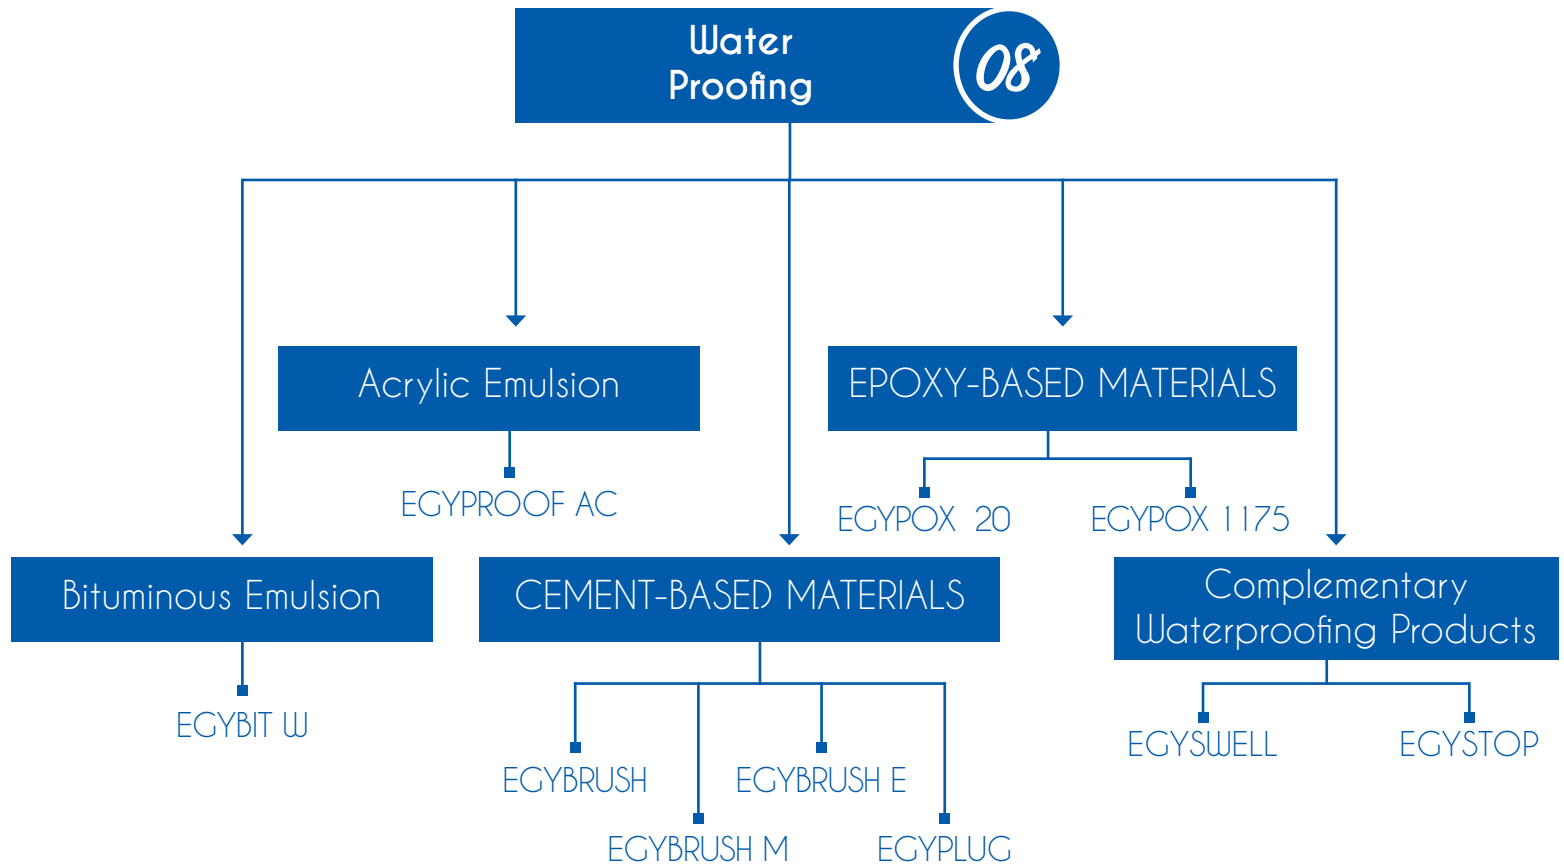 Water
Proofing
08
Acrylic Emulsion
EPOXY-BASED MATERIALS
EGYPROOF AC
EGYPOX 20
EGYPOX 1175
Bituminous Emulsion
CEMENT-BASED MATERIALS
Complementary
Waterproofing Products
EGYBIT W
EGYBRUSH
EGYBRUSH E
EGYSWELL
EGYSTOP
EGYBRUSH M
EGYPLUG